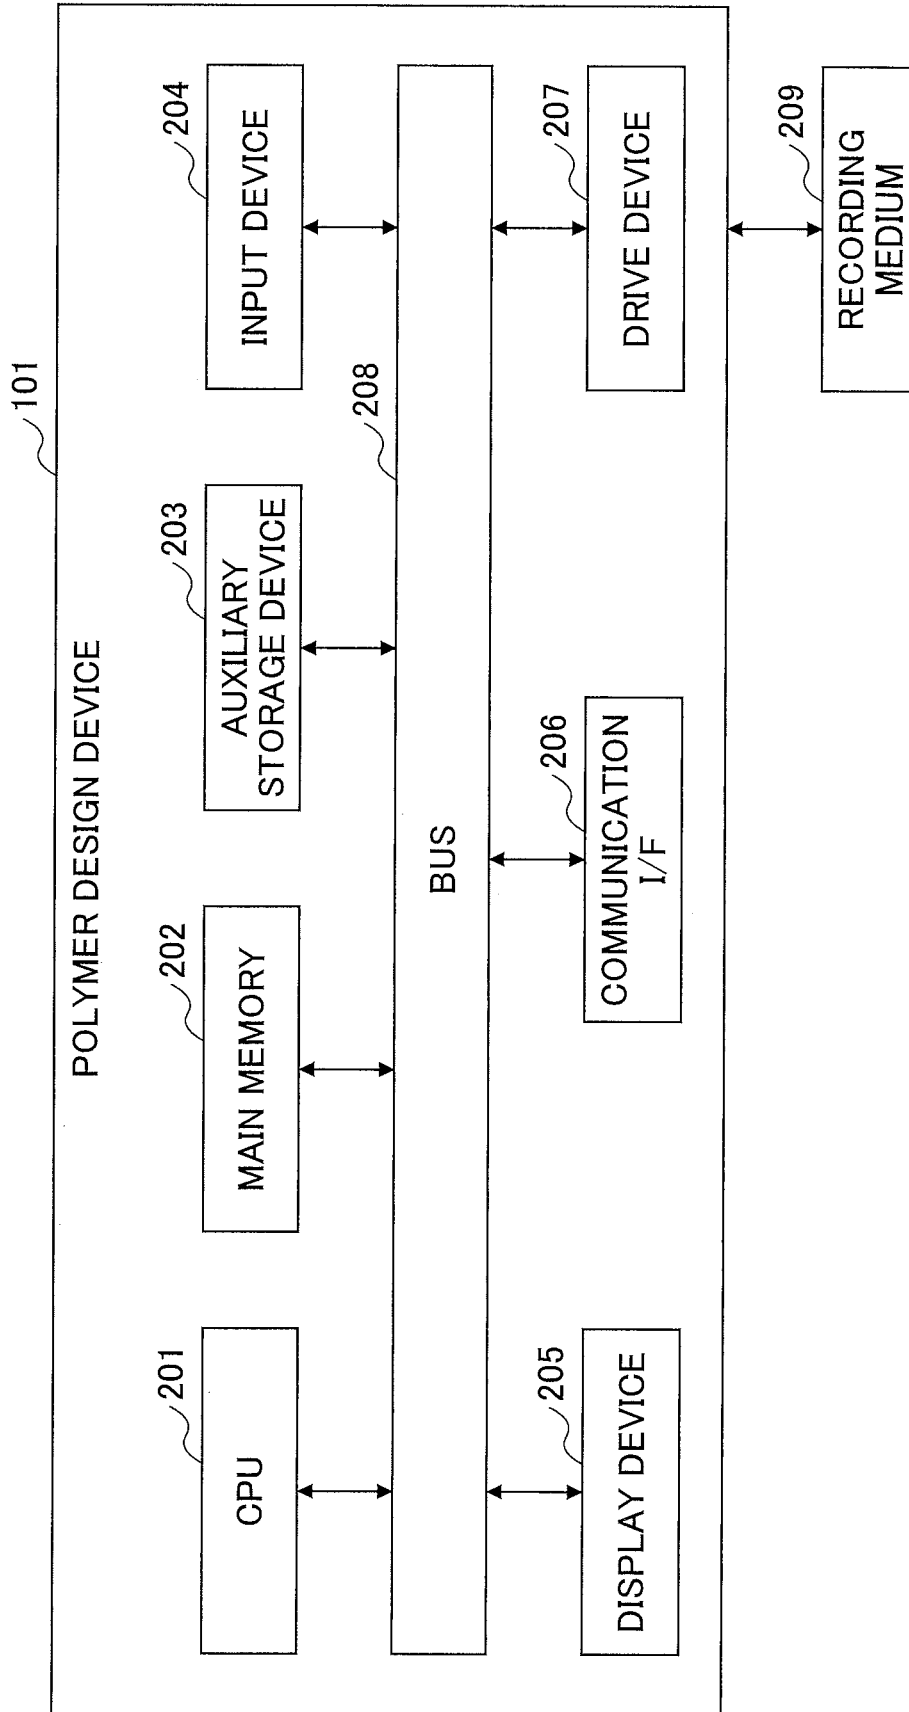 101
POLYMER DESIGN DEVICE
201
CPU
202
MAIN MEMORY
203
AUXILIARY
STORAGE DEVICE
204
INPUT DEVICE
208
BUS
205
DISPLAY DEVICE
206
COMMUNICATION
I/F
207
DRIVE DEVICE
209
RECORDING
MEDIUM